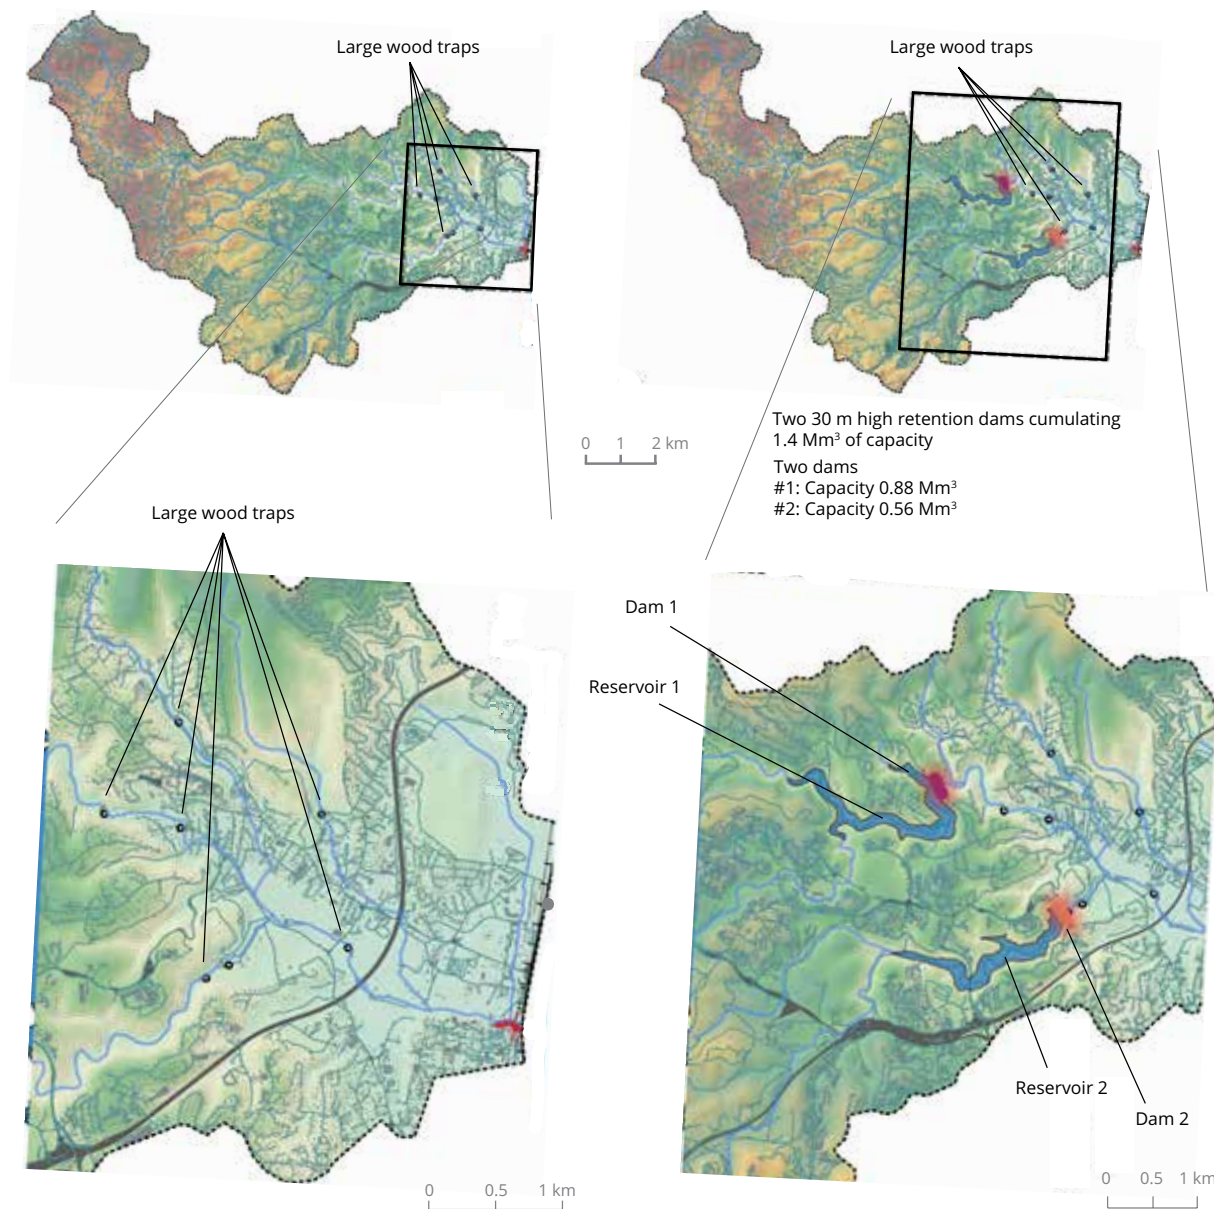 Large wood traps
Large wood traps
Two 30 m high retention dams cumulating
1.4 Mm³ of capacity
0 1 2 km
Two dams
#1: Capacity 0.88 Mm³
#2: Capacity 0.56 Mm³
Large wood traps
Dam 1
Reservoir 1
Reservoir 2
Dam 2
0 0.5 1 km
0 0.5 1 km